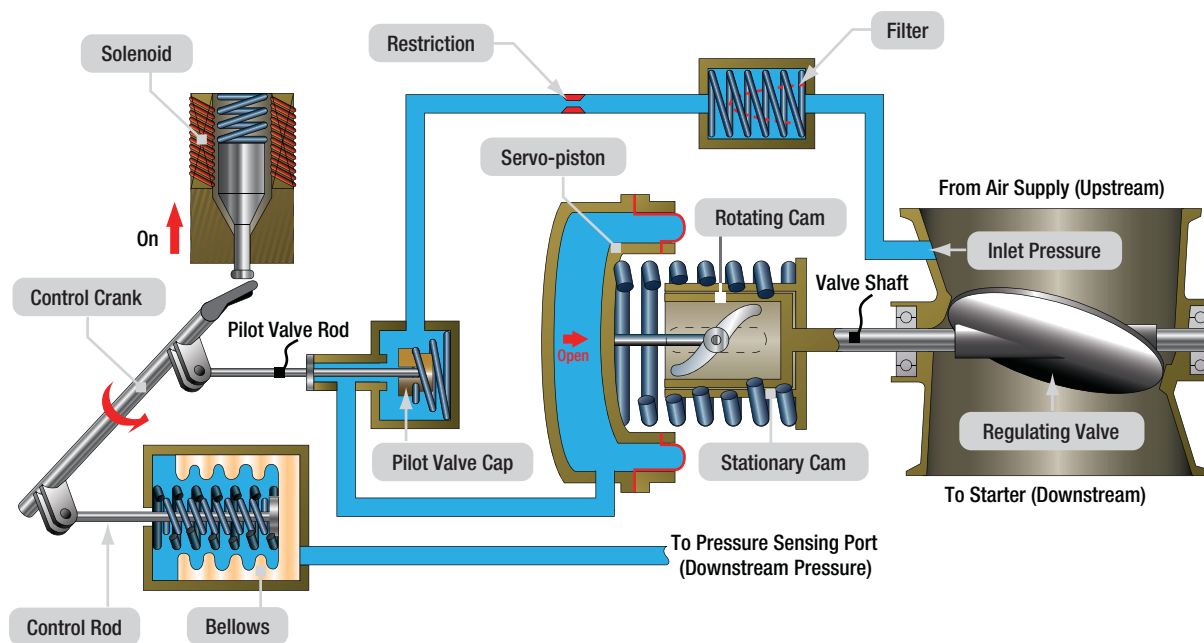 Restriction
Filter
Solenoid
Servo-piston
From Air Supply (Upstream)
Rotating Cam
On
Inlet Pressure
Control Crank
Valve Shaft
Pilot Valve Rod
Open
Regulating Valve
Pilot Valve Cap
Stationary Cam
To Starter (Downstream)
To Pressure Sensing Port
(Downstream Pressure)
Control Rod
Bellows